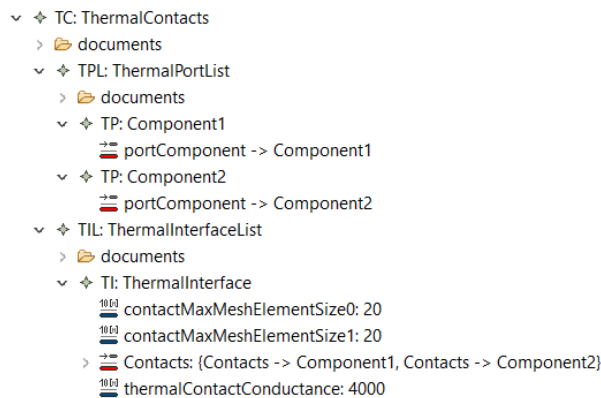 TC: ThermalContacts
documents
TPL: ThermalPortList
documents
TP: Component1
portComponent -> Component1
TP: Component2
portComponent -> Component2
TIL: ThermalInterfaceList
documents
TI: ThermalInterface
contactMaxMeshElementSize0: 20
contactMaxMeshElementSize1: 20
Contacts: {Contacts -> Component1, Contacts -> Component2}
thermalContactConductance: 4000